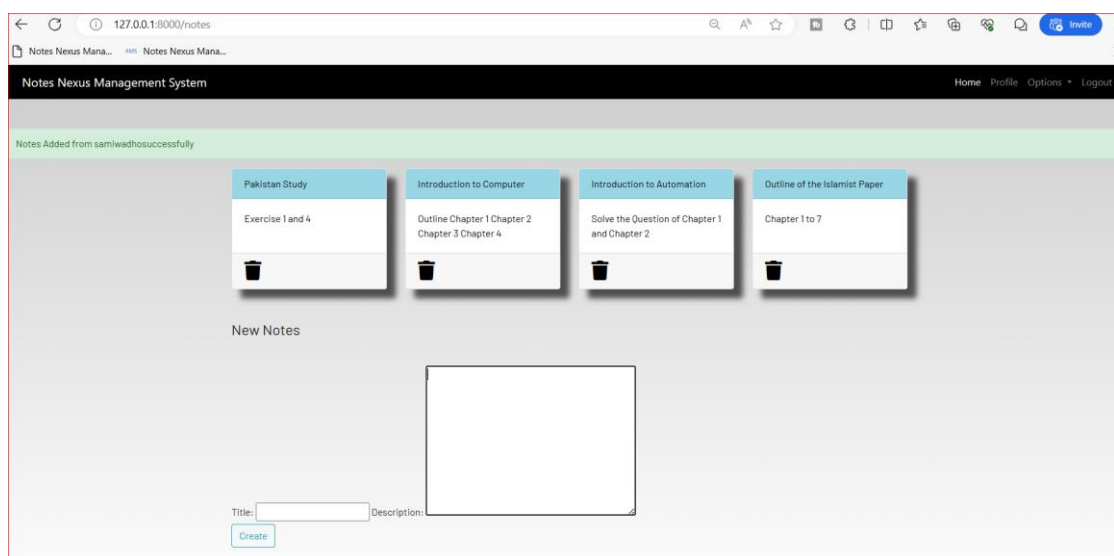 127.0.0.1:8000/notes
Invite
Notes Nexus Mana...
AMS Notes Nexus Mana...
Notes Nexus Management System
Home Profile Options Logout
Notes Added from samiwadhosuccessfully
Pakistan Study
Exercise 1 and 4
Introduction to Computer
Outline Chapter 1 Chapter 2
Chapter 3 Chapter 4
Introduction to Automation
Solve the Question of Chapter 1
and Chapter 2
Outline of the Islamist Paper
Chapter 1 to 7
New Notes
Title: Description:
Create